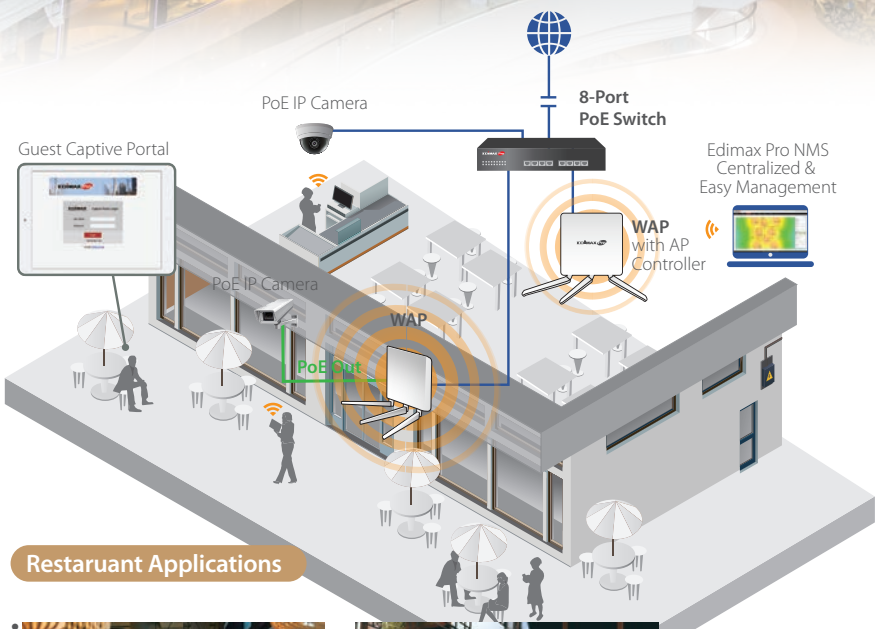 8-Port
PoE Switch
PoE IP Camera
Guest Captive Portal
Edimax Pro NMS
Centralized &
Easy Management
WAP
with AP
Controller
EDIMAX
PoE IP Camera
WAP
PoE Out
Restaruant Applications